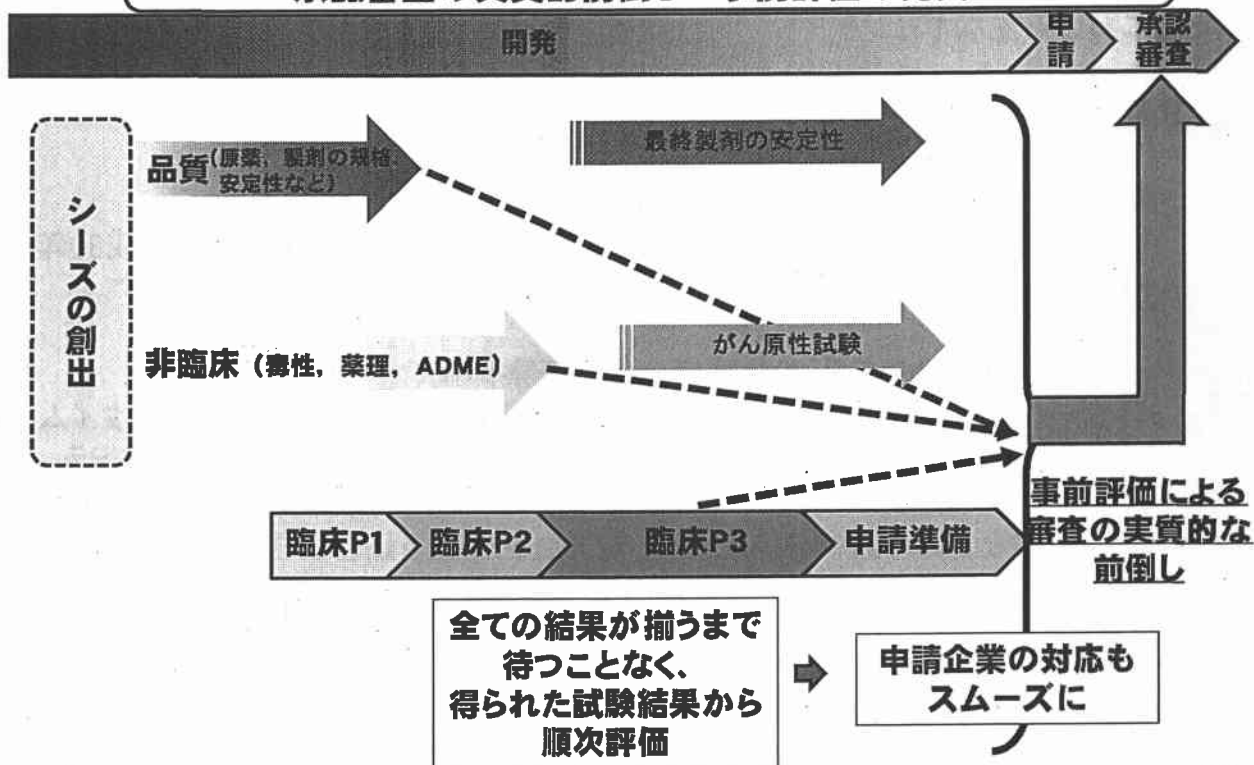 開発
申
請
承認
審査
シーズの創出
品質(原薬, 製剤の規格,
安定性など)
最終製剤の安定性
非臨床(毒性, 薬理, ADME)
がん原性試験
臨床P1
臨床P2
臨床P3
申請準備
事前評価による
審査の実質的な
前倒し
全ての結果が揃うまで
待つことなく、
得られた試験結果から
順次評価
申請企業の対応も
スムーズに